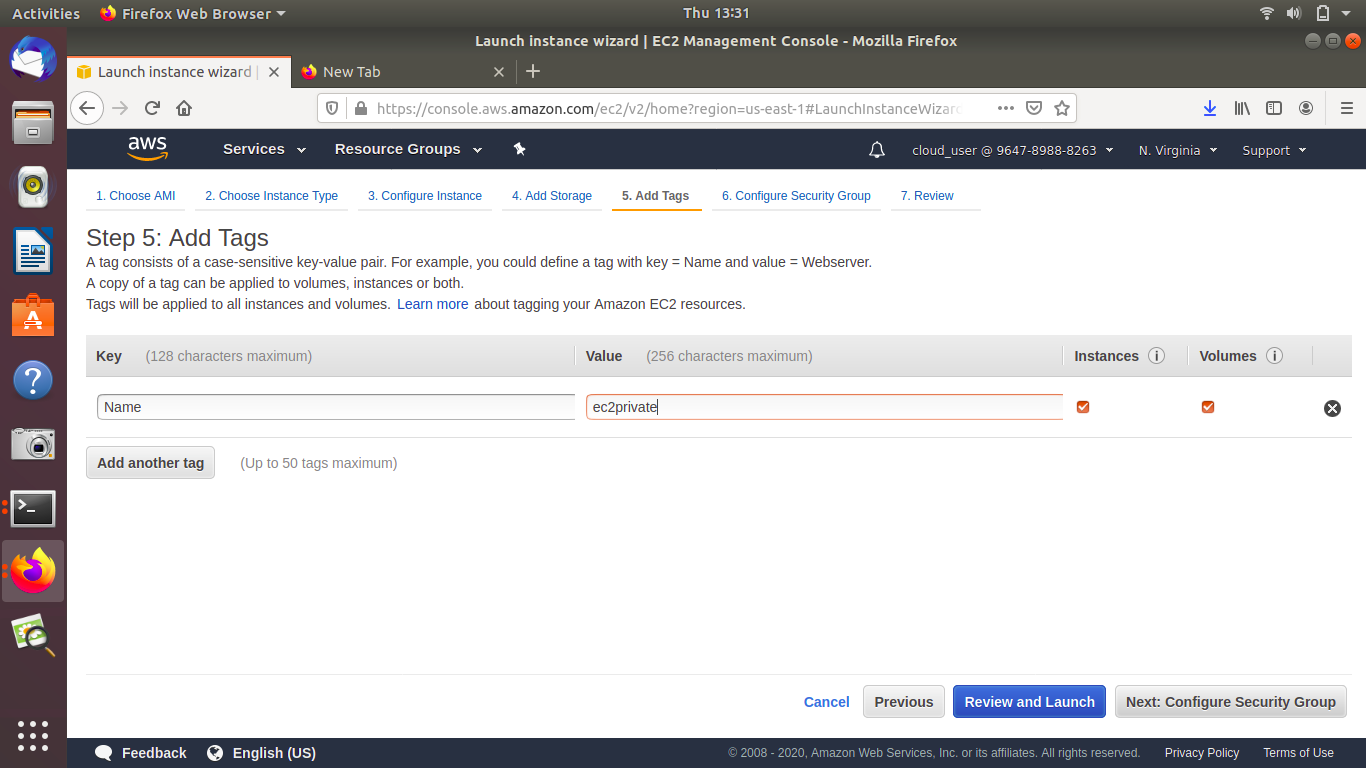 Activities Firefox Web Browser Thu 13:31
Launch instance wizard | EC2 Management Console - Mozilla Firefox
Launch instance wizard | New Tab
https://console.aws.amazon.com/ec2/v2/home?region=us-east-1#LaunchInstanceWizard
aws Services Resource Groups cloud_user @ 9647-8988-8263 N. Virginia Support
1. Choose AMI 2. Choose Instance Type 3. Configure Instance 4. Add Storage 5. Add Tags 6. Configure Security Group 7. Review
Step 5: Add Tags
A tag consists of a case-sensitive key-value pair. For example, you could define a tag with key = Name and value = Webserver.
A copy of a tag can be applied to volumes, instances or both.
Tags will be applied to all instances and volumes. Learn more about tagging your Amazon EC2 resources.
Key (128 characters maximum) Value (256 characters maximum) Instances i Volumes i
Name ec2private
Add another tag (Up to 50 tags maximum)
Cancel Previous Review and Launch Next: Configure Security Group
Feedback English (US) © 2008 - 2020, Amazon Web Services, Inc. or its affiliates. All rights reserved. Privacy Policy Terms of Use